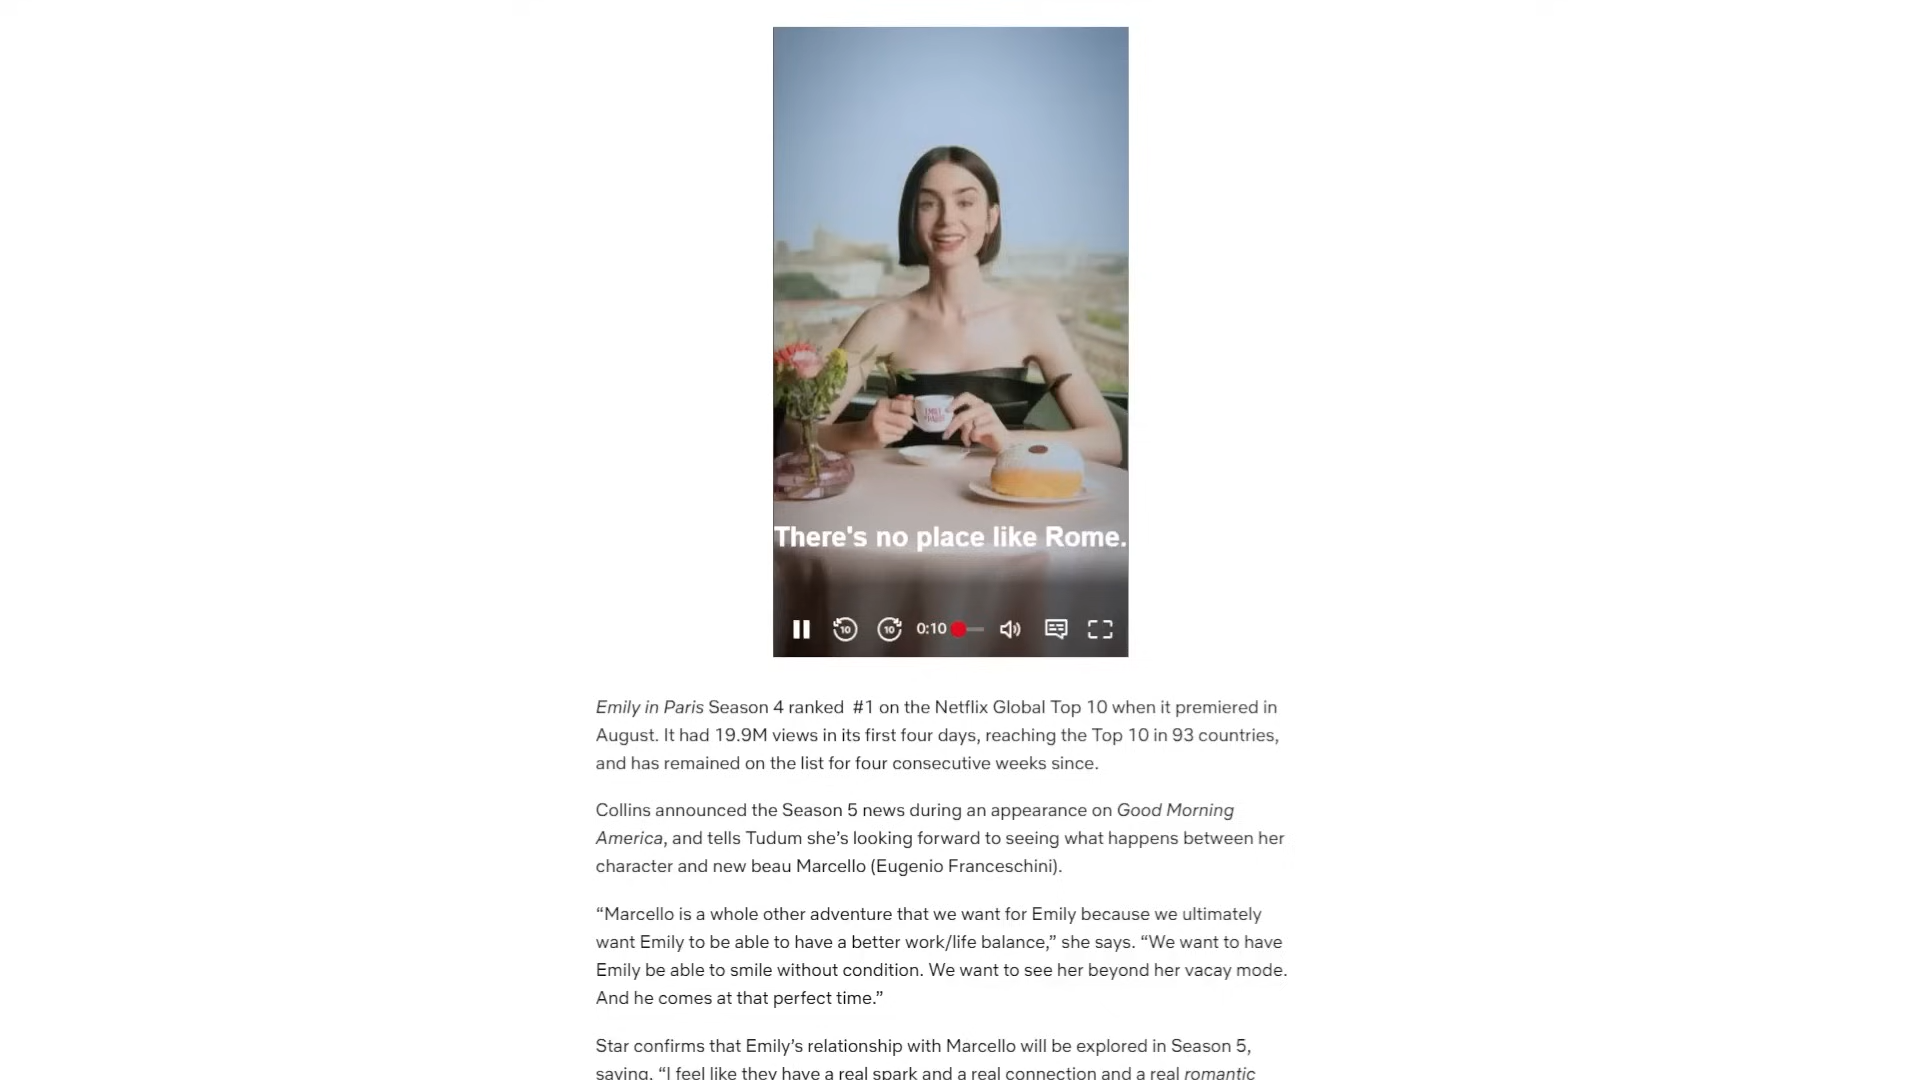 EMILY
There's no place like Rome.
10 10 0:10
Emily in Paris Season 4 ranked  #1 on the Netflix Global Top 10 when it premiered in
August. It had 19.9M views in its first four days, reaching the Top 10 in 93 countries,
and has remained on the list for four consecutive weeks since.
Collins announced the Season 5 news during an appearance on Good Morning
America, and tells Tudum she’s looking forward to seeing what happens between her
character and new beau Marcello (Eugenio Franceschini).
“Marcello is a whole other adventure that we want for Emily because we ultimately
want Emily to be able to have a better work/life balance,” she says. “We want to have
Emily be able to smile without condition. We want to see her beyond her vacay mode.
And he comes at that perfect time.”
Star confirms that Emily’s relationship with Marcello will be explored in Season 5,
saying, “I feel like they have a real spark and a real connection and a real romantic